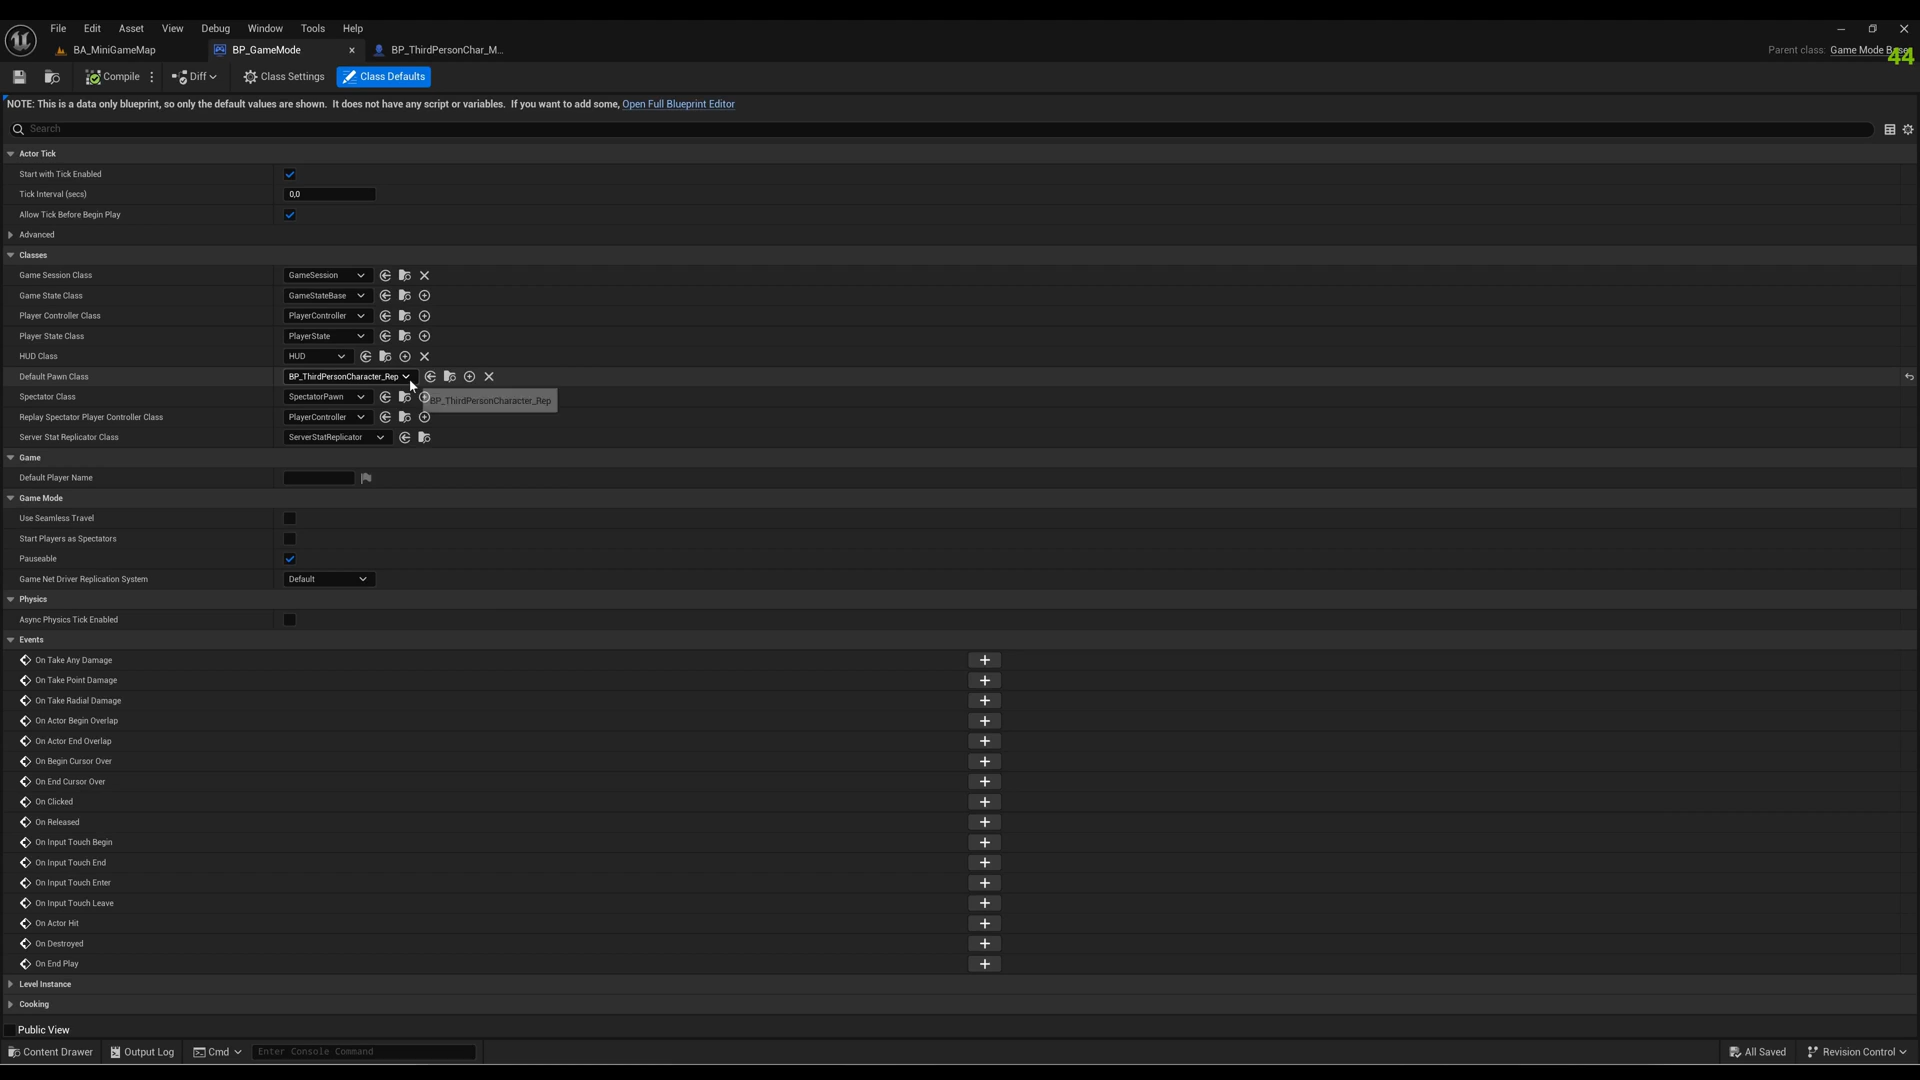 File Edit Asset View Debug Window Tools Help
BA_MiniGameMap BP_GameMode BP_ThirdPersonChar_M...
Parent class: Game Mode Base
44
Compile Diff Class Settings Class Defaults
NOTE: This is a data only blueprint, so only the default values are shown. It does not have any script or variables. If you want to add some, Open Full Blueprint Editor
Search
Actor Tick
Start with Tick Enabled
Tick Interval (secs) 0,0
Allow Tick Before Begin Play
Advanced
Classes
Game Session Class GameSession
Game State Class GameStateBase
Player Controller Class PlayerController
Player State Class PlayerState
HUD Class HUD
Default Pawn Class BP_ThirdPersonCharacter_Rep
Spectator Class SpectatorPawn
BP_ThirdPersonCharacter_Rep
Replay Spectator Player Controller Class PlayerController
Server Stat Replicator Class ServerStatReplicator
Game
Default Player Name
Game Mode
Use Seamless Travel
Start Players as Spectators
Pauseable
Game Net Driver Replication System Default
Physics
Async Physics Tick Enabled
Events
On Take Any Damage
On Take Point Damage
On Take Radial Damage
On Actor Begin Overlap
On Actor End Overlap
On Begin Cursor Over
On End Cursor Over
On Clicked
On Released
On Input Touch Begin
On Input Touch End
On Input Touch Enter
On Input Touch Leave
On Actor Hit
On Destroyed
On End Play
Level Instance
Cooking
Public View
Content Drawer Output Log Cmd Enter Console Command All Saved Revision Control